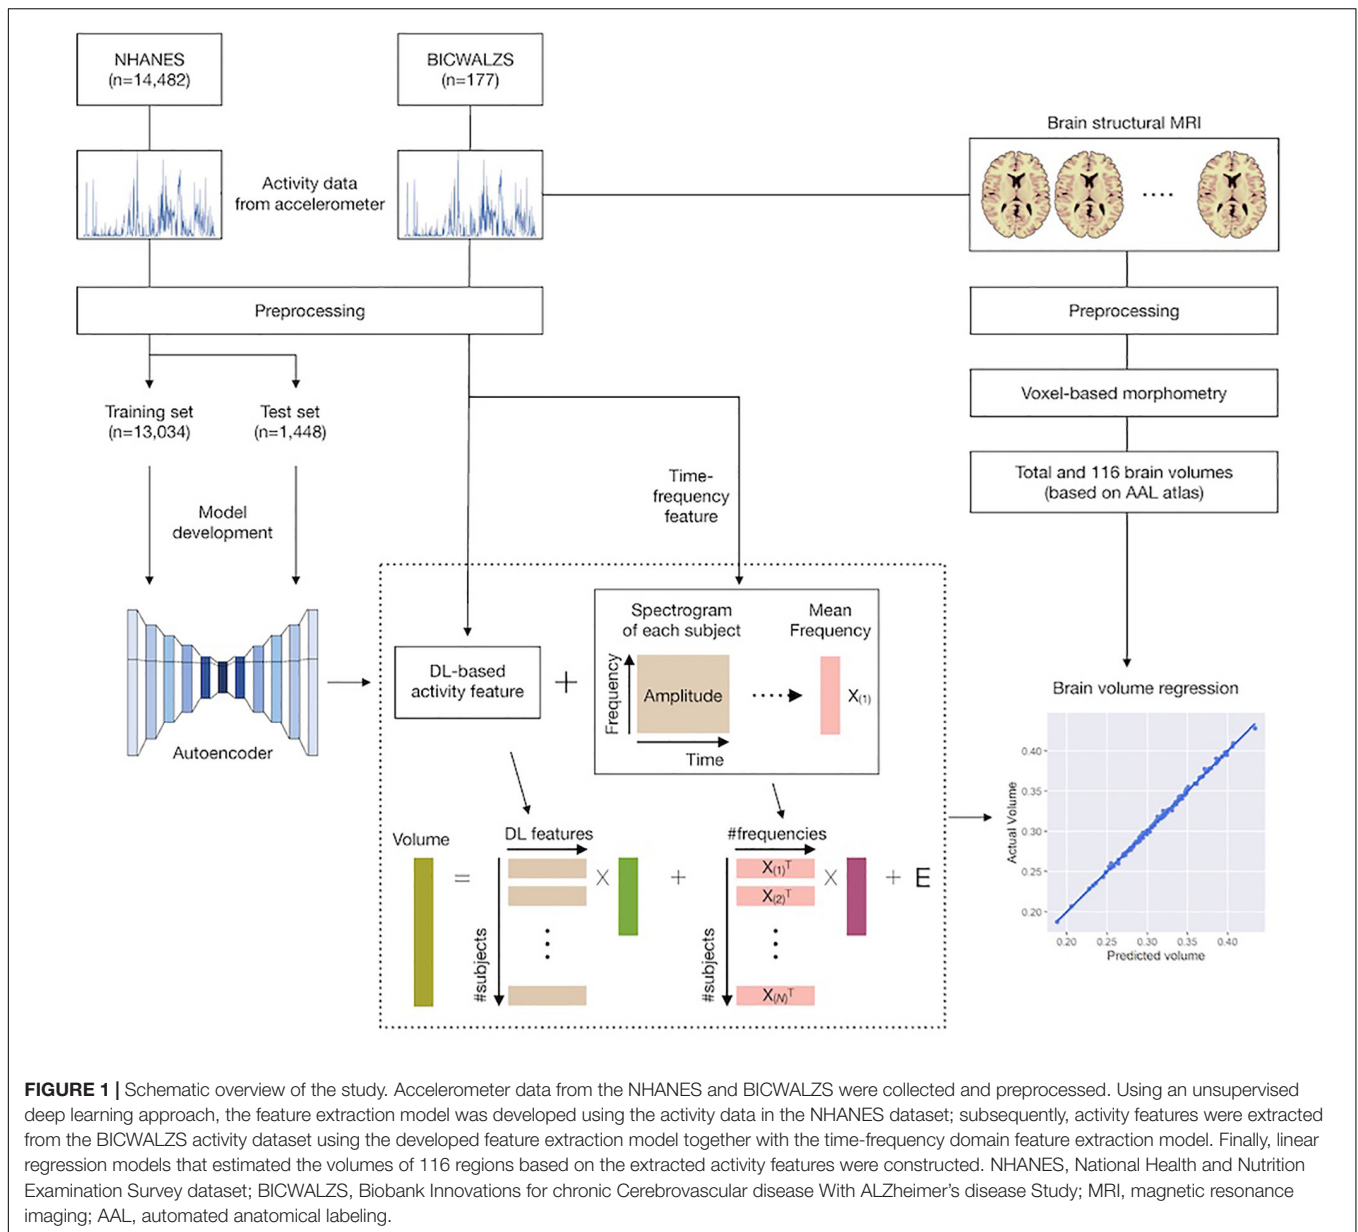 NHANES
(n=14,482)
BICWALZS
(n=177)
Brain structural MRI
Activity data
from accelerometer
....
Preprocessing
Preprocessing
Voxel-based morphometry
Training set
(n=13,034)
Test set
(n=1,448)
Total and 116 brain volumes
(based on AAL atlas)
Time-
frequency
feature
Model
development
Autoencoder
DL-based
activity feature
+
Spectrogram
of each subject
Mean
Frequency
Frequency
Amplitude
X(1)
Time
Brain volume regression
Volume
=
DL features
#subjects
X
+
#frequencies
#subjects
X(1)T
X(2)T
X(N)T
X
+ E
Actual Volume
0.40
0.35
0.30
0.25
0.20
0.20 0.25 0.30 0.35 0.40
Predicted volume
FIGURE 1 | Schematic overview of the study. Accelerometer data from the NHANES and BICWALZS were collected and preprocessed. Using an unsupervised
deep learning approach, the feature extraction model was developed using the activity data in the NHANES dataset; subsequently, activity features were extracted
from the BICWALZS activity dataset using the developed feature extraction model together with the time-frequency domain feature extraction model. Finally, linear
regression models that estimated the volumes of 116 regions based on the extracted activity features were constructed. NHANES, National Health and Nutrition
Examination Survey dataset; BICWALZS, Biobank Innovations for chronic Cerebrovascular disease With ALZheimer's disease Study; MRI, magnetic resonance
imaging; AAL, automated anatomical labeling.